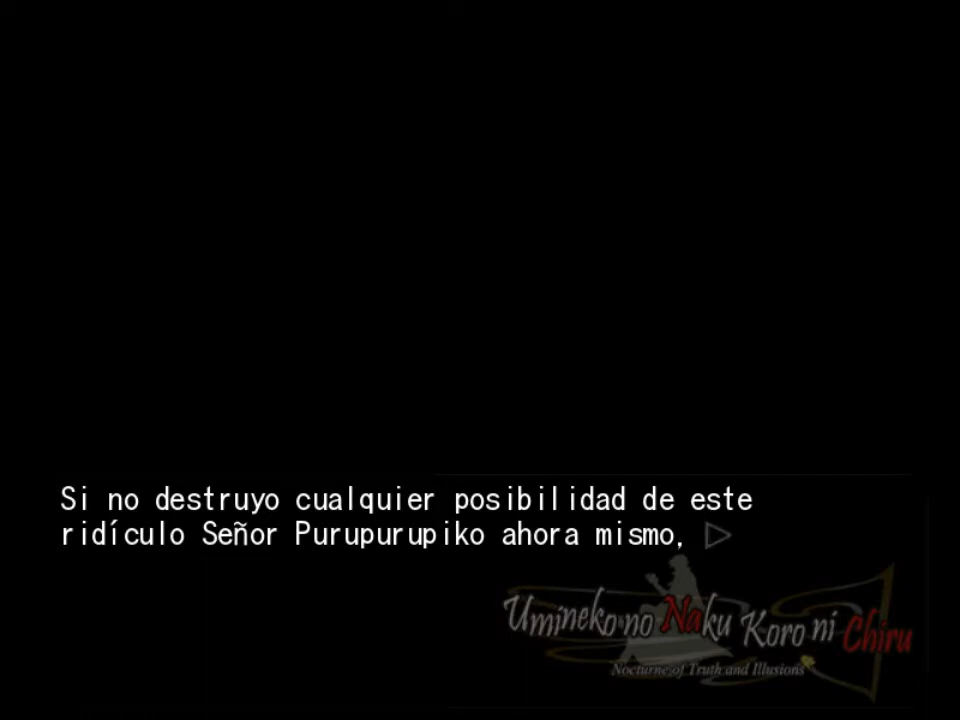 Si no destruyo cualquier posibilidad de este
ridículo Señor Purupurupiko ahora mismo,
Umineko no Naku Koro ni Chiru
Nocturne of Truth and Illusions